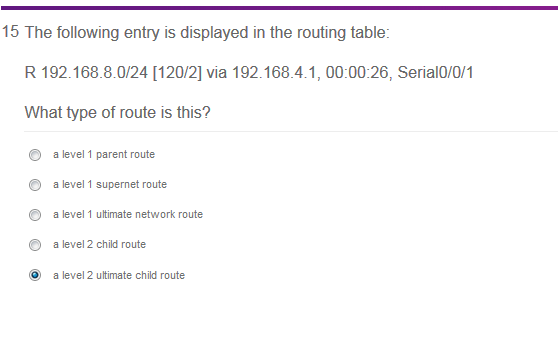 15 The following entry is displayed in the routing table:
R 192.168.8.0/24 [120/2] via 192.168.4.1, 00:00:26, Serial0/0/1
What type of route is this?
a level 1 parent route
a level 1 supernet route
a level 1 ultimate network route
a level 2 child route
a level 2 ultimate child route